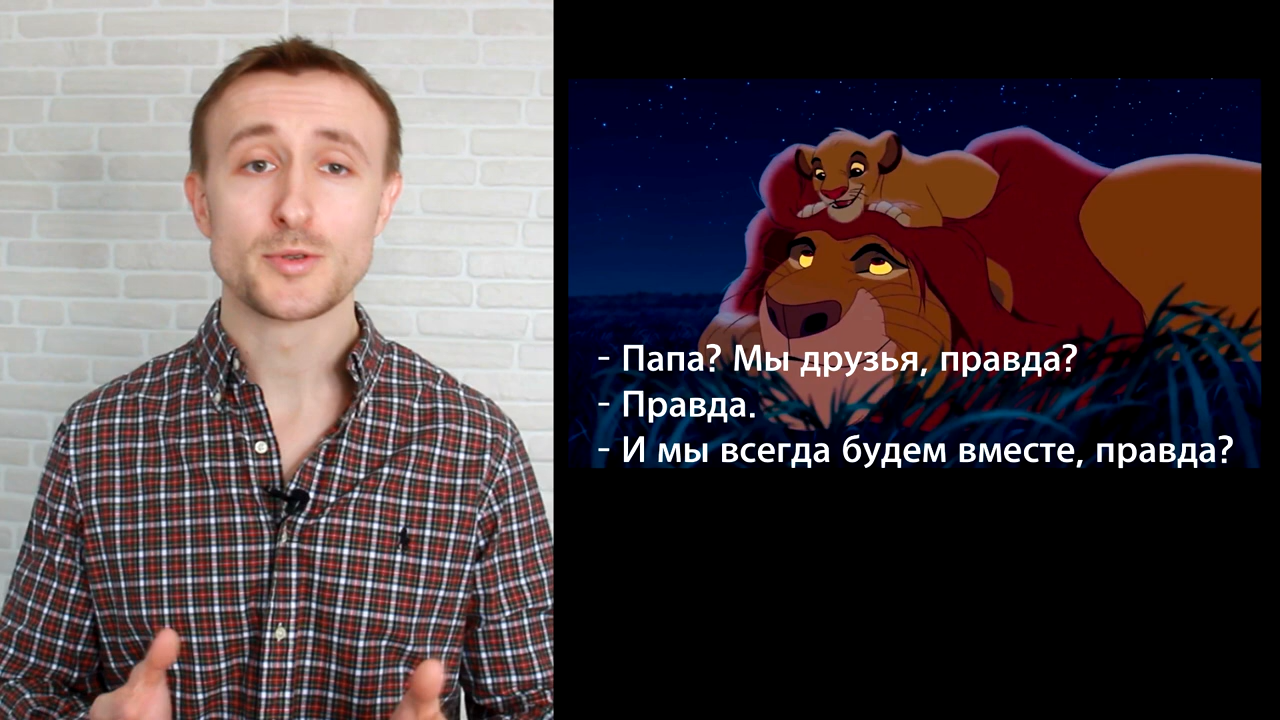 - Папа? Мы друзья, правда?
- Правда.
- И мы всегда будем вместе, правда?